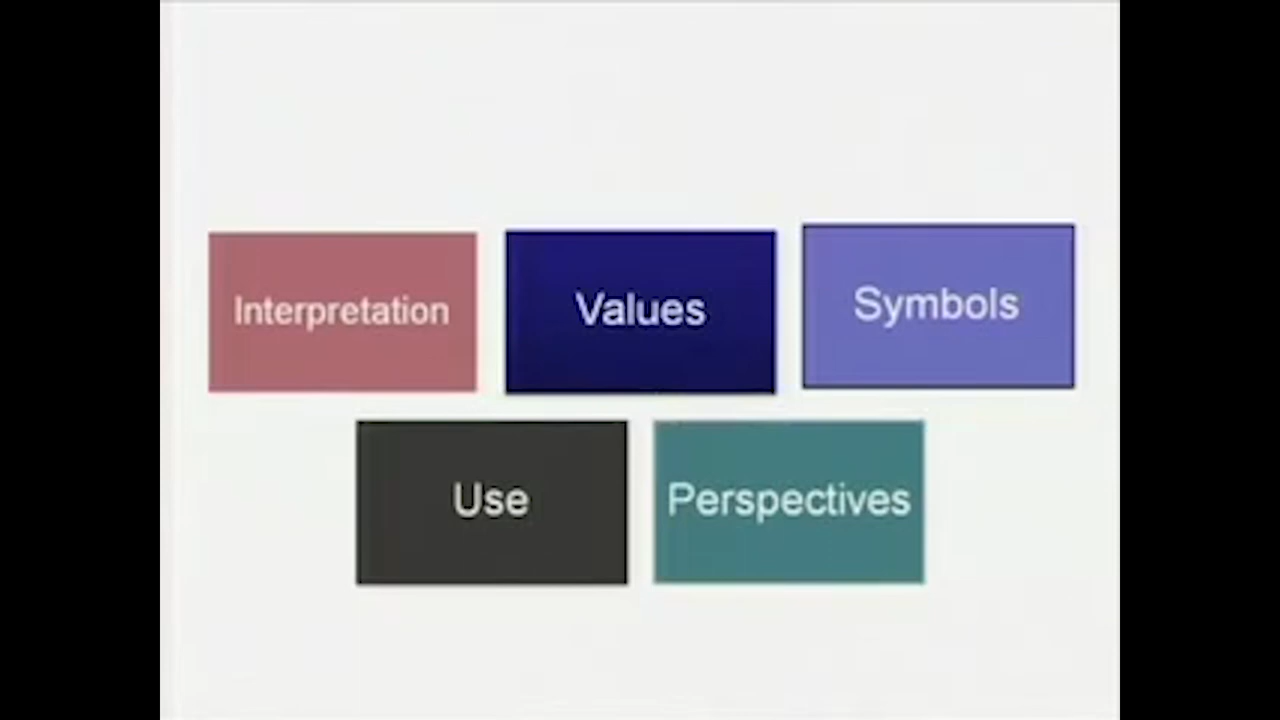 Interpretation
Values
Symbols
Use
Perspectives